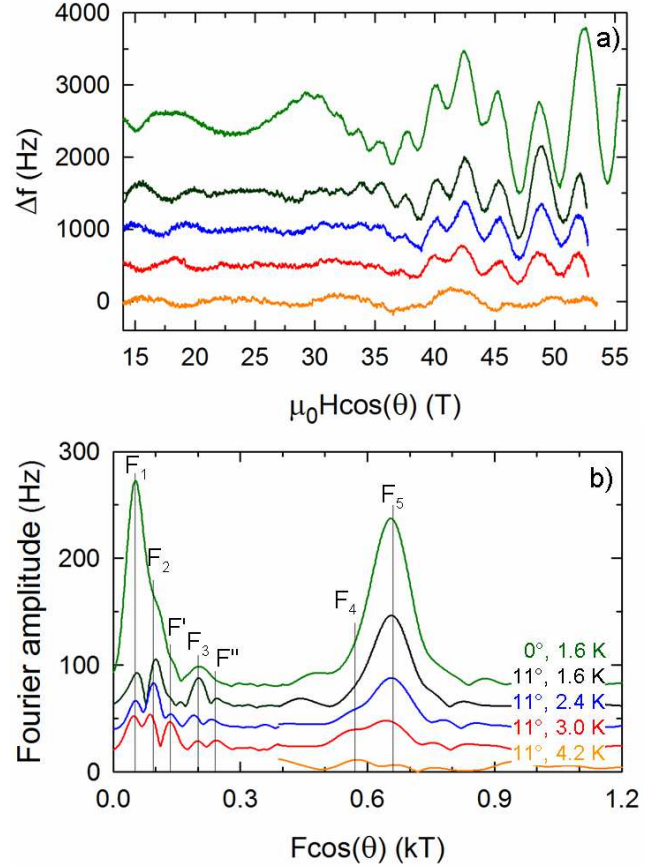 a)
4000
3000
2000
1000
0
Δf (Hz)
15 20 25 30 35 40 45 50 55
μ₀Hcos(θ) (T)
b)
300
200
100
0
Fourier amplitude (Hz)
F₁
F₂
F'
F₃
F"
F₄
F₅
0°, 1.6 K
11°, 1.6 K
11°, 2.4 K
11°, 3.0 K
11°, 4.2 K
0.0 0.3 0.6 0.9 1.2
Fcos(θ) (kT)